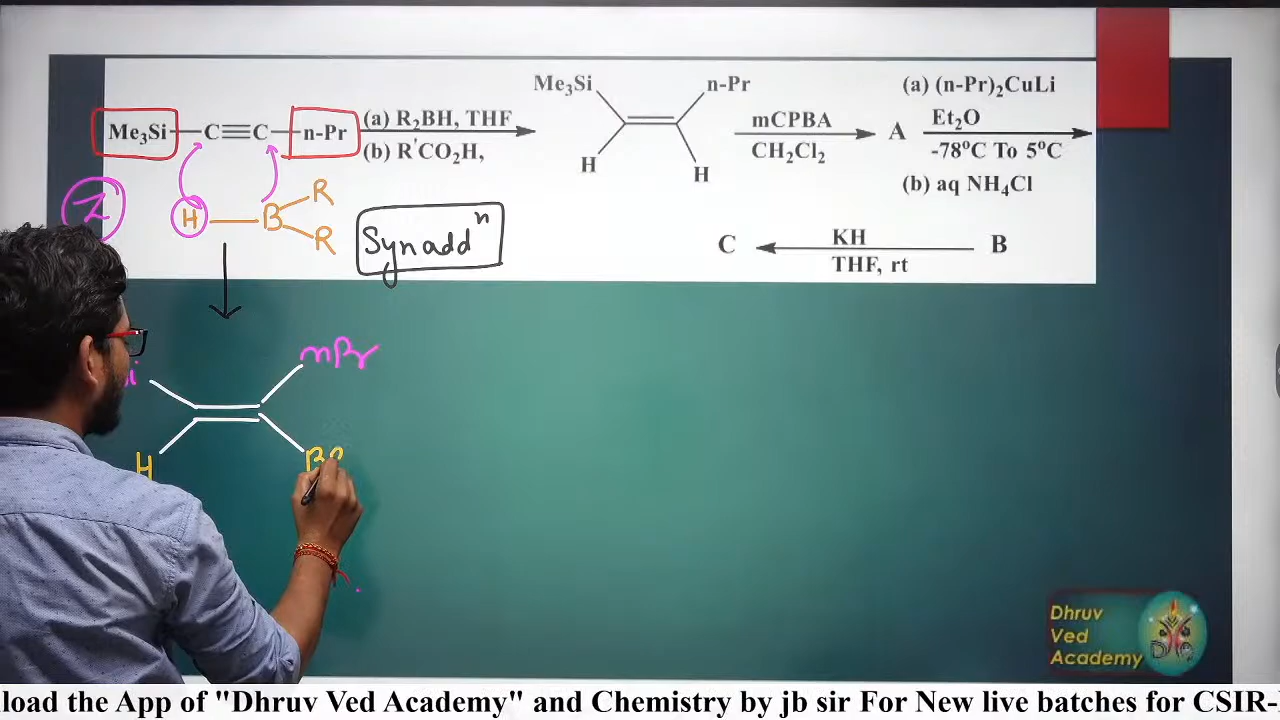 Me₃Si—C≡C—n-Pr
(a) R₂BH, THF
(b) R'CO₂H,
Me₃Si n-Pr
H H
mCPBA
CH₂Cl₂
A
(a) (n-Pr)₂CuLi
Et₂O
-78°C To 5°C
(b) aq NH₄Cl
B
KH
THF, rt
C
H—B
R
R
Syn addⁿ
i nPr
H
Dhruv
Ved
Academy
load the App of "Dhruv Ved Academy" and Chemistry by jb sir For New live batches for CSIR-